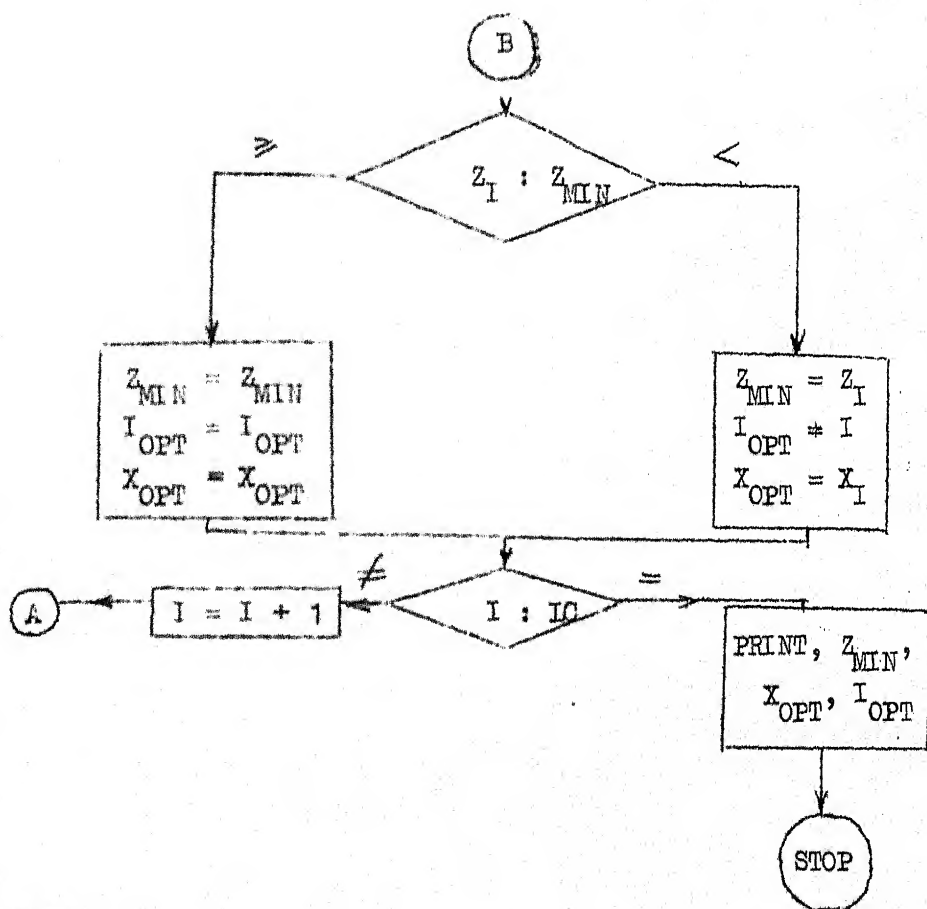 B
≥
<
Z_I : Z_MIN
Z_MIN = Z_MIN
I_OPT = I_OPT
X_OPT = X_OPT
Z_MIN = Z_I
I_OPT = I
X_OPT = X_I
A
I = I + 1
≠
I : IC
=
PRINT, Z_MIN,
X_OPT, I_OPT
STOP